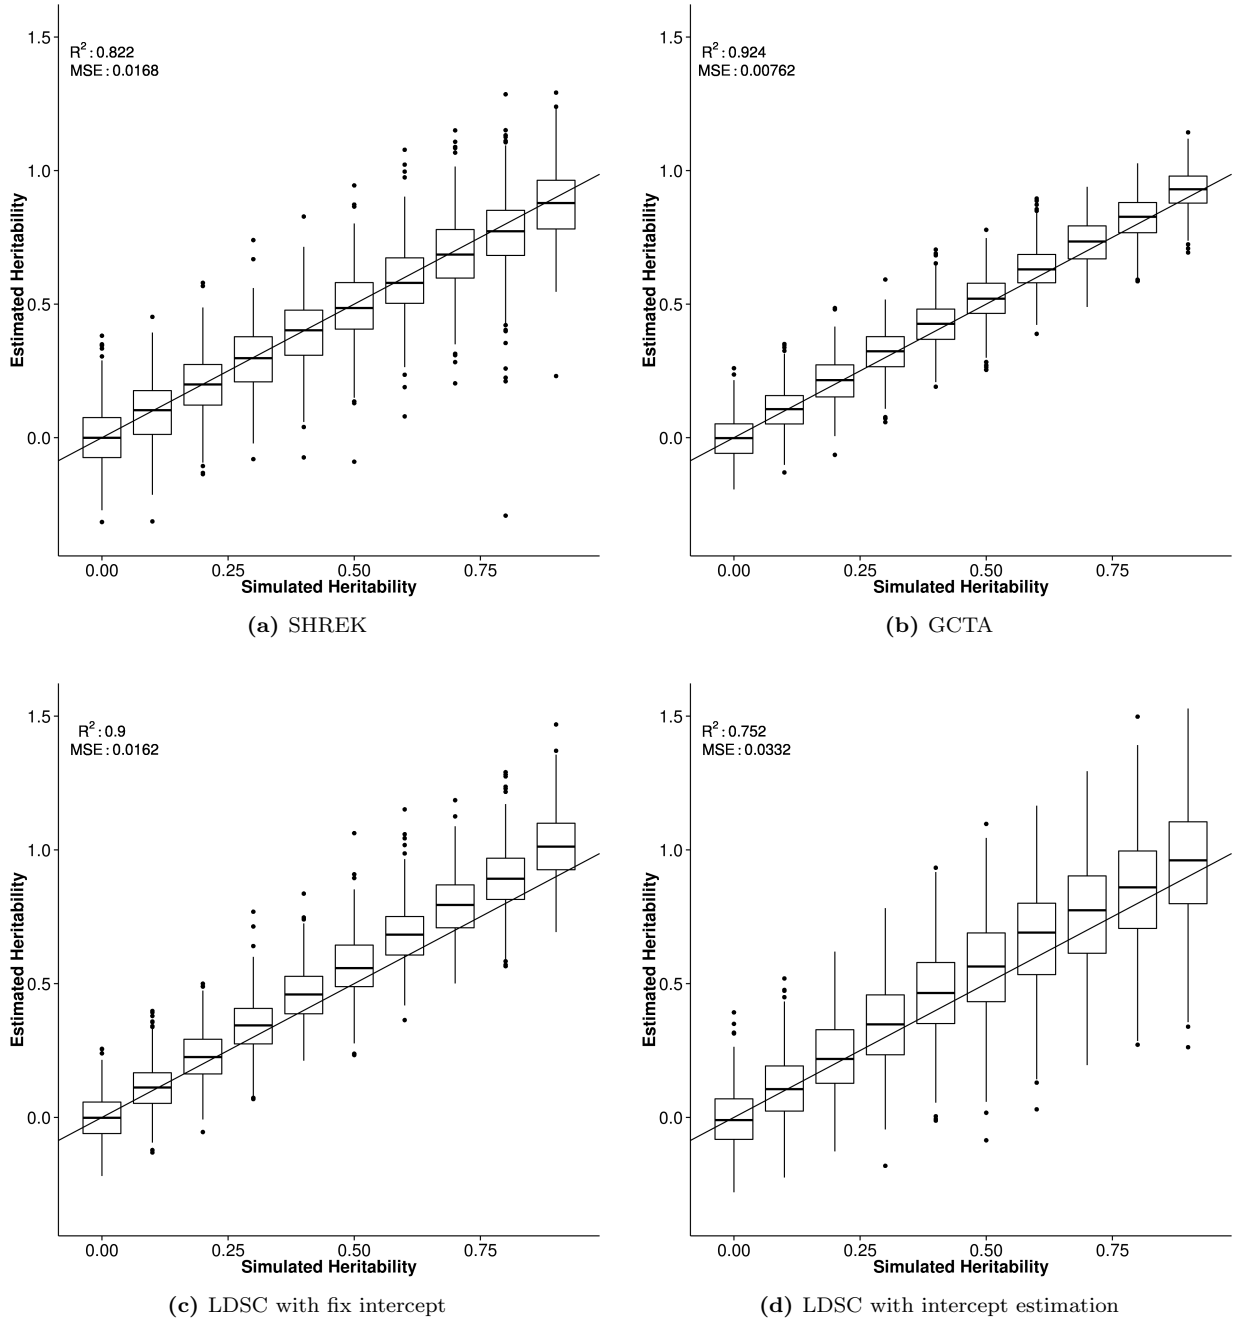 R2 : 0.822
MSE : 0.0168
1.5
1.0
0.5
0.0
Estimated Heritability
0.00 0.25 0.50 0.75
Simulated Heritability
(a) SHREK
R2 : 0.924
MSE : 0.00762
1.5
1.0
0.5
0.0
Estimated Heritability
0.00 0.25 0.50 0.75
Simulated Heritability
(b) GCTA
R2 : 0.9
MSE : 0.0162
1.5
1.0
0.5
0.0
Estimated Heritability
0.00 0.25 0.50 0.75
Simulated Heritability
(c) LDSC with fix intercept
R2 : 0.752
MSE : 0.0332
1.5
1.0
0.5
0.0
Estimated Heritability
0.00 0.25 0.50 0.75
Simulated Heritability
(d) LDSC with intercept estimation